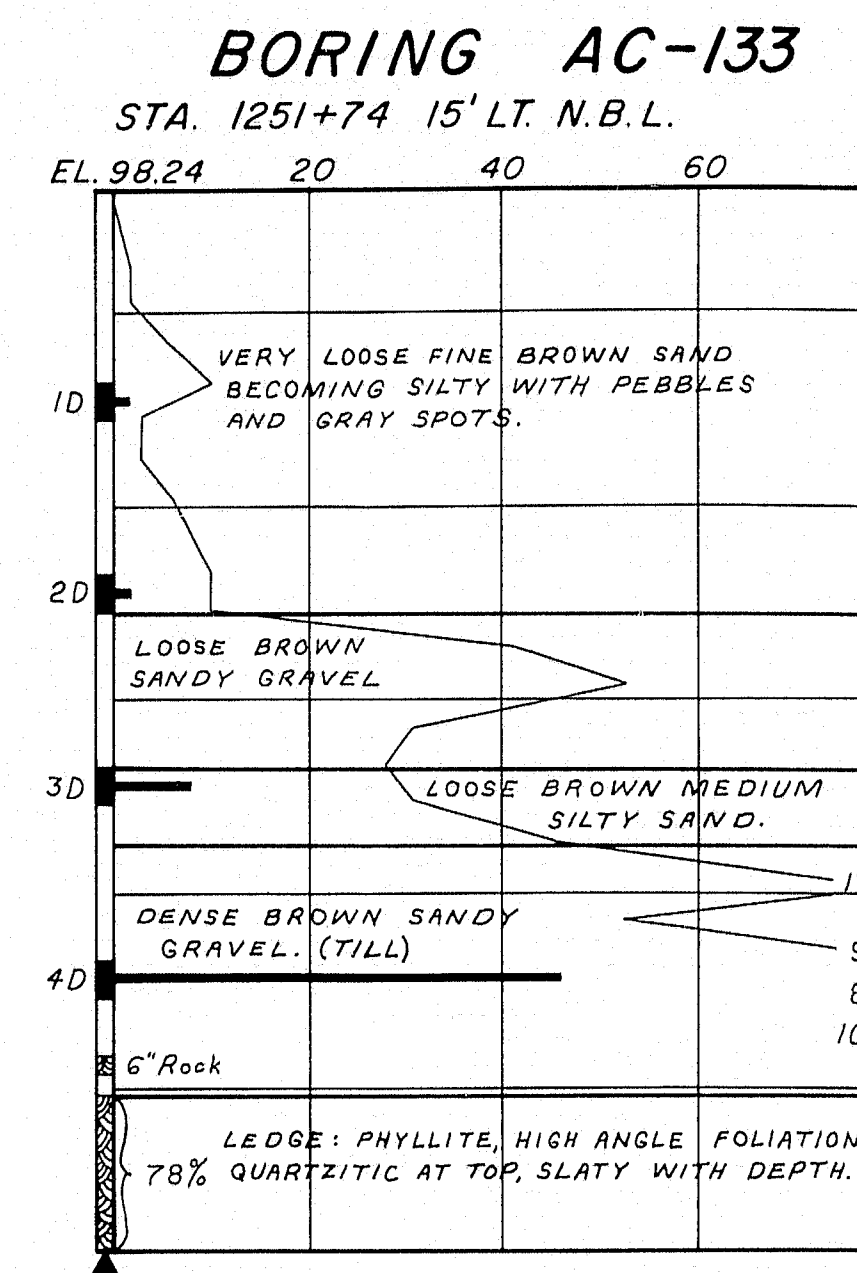 BORING AC-133
STA. 1251+74 15' LT. N.B.L.
EL. 98.24 20 40 60
VERY LOOSE FINE BROWN SAND
BECOMING SILTY WITH PEBBLES
1D
AND GRAY SPOTS.
2D
LOOSE BROWN
SANDY GRAVEL
3D
LOOSE BROWN MEDIUM
SILTY SAND.
DENSE BROWN SANDY
GRAVEL. (TILL)
4D
10
6" Rock
LEDGE: PHYLLITE, HIGH ANGLE FOLIATION
78% QUARTZITIC AT TOP, SLATY WITH DEPTH.